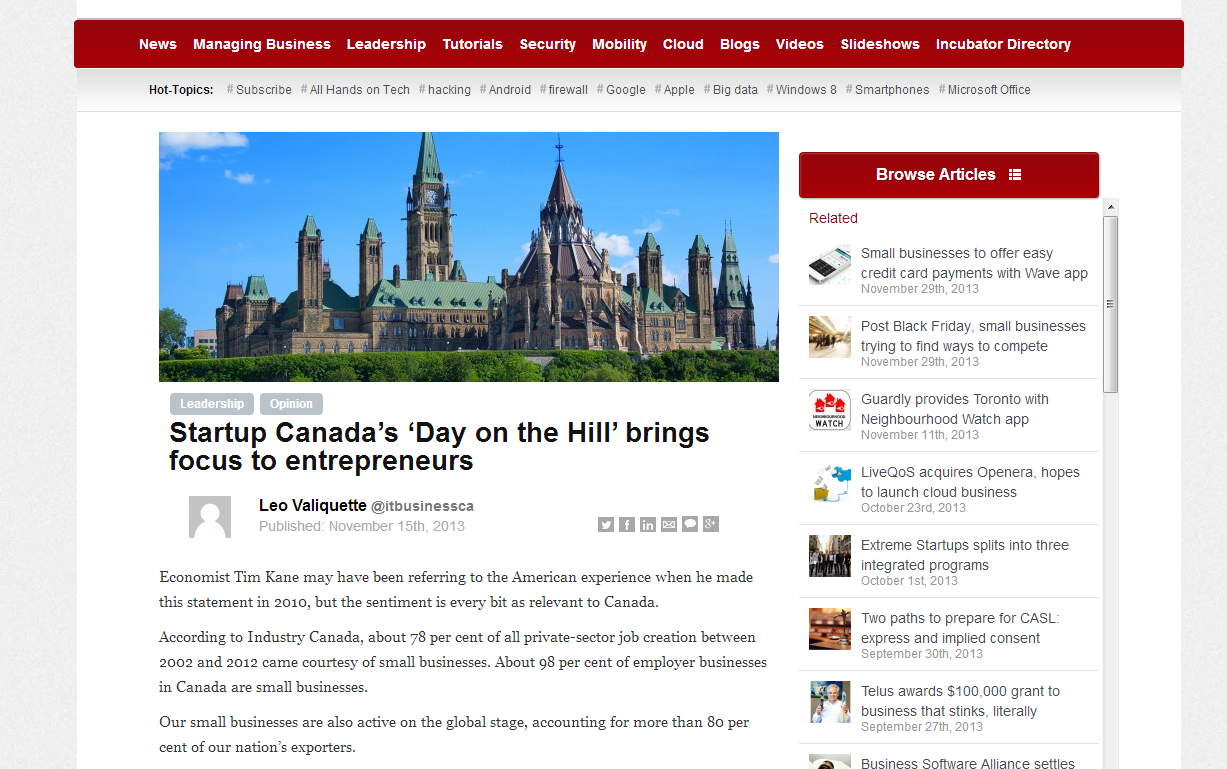 News Managing Business Leadership Tutorials Security Mobility Cloud Blogs Videos Slideshows Incubator Directory
Hot-Topics: # Subscribe # All Hands on Tech # hacking # Android # firewall # Google # Apple # Big data # Windows 8 # Smartphones # Microsoft Office
Leadership Opinion
Startup Canada’s ‘Day on the Hill’ brings
focus to entrepreneurs
Leo Valiquette @itbusinessca
Published: November 15th, 2013
Economist Tim Kane may have been referring to the American experience when he made
this statement in 2010, but the sentiment is every bit as relevant to Canada.
According to Industry Canada, about 78 per cent of all private-sector job creation between
2002 and 2012 came courtesy of small businesses. About 98 per cent of employer businesses
in Canada are small businesses.
Our small businesses are also active on the global stage, accounting for more than 80 per
cent of our nation’s exporters.
Browse Articles
Related
Small businesses to offer easy
credit card payments with Wave app
November 29th, 2013
Post Black Friday, small businesses
trying to find ways to compete
November 29th, 2013
NEIGHBOURHOOD
WATCH
Guardly provides Toronto with
Neighbourhood Watch app
November 11th, 2013
LiveQoS acquires Openera, hopes
to launch cloud business
October 23rd, 2013
Extreme Startups splits into three
integrated programs
October 1st, 2013
Two paths to prepare for CASL:
express and implied consent
September 30th, 2013
Telus awards $100,000 grant to
business that stinks, literally
September 27th, 2013
Business Software Alliance settles